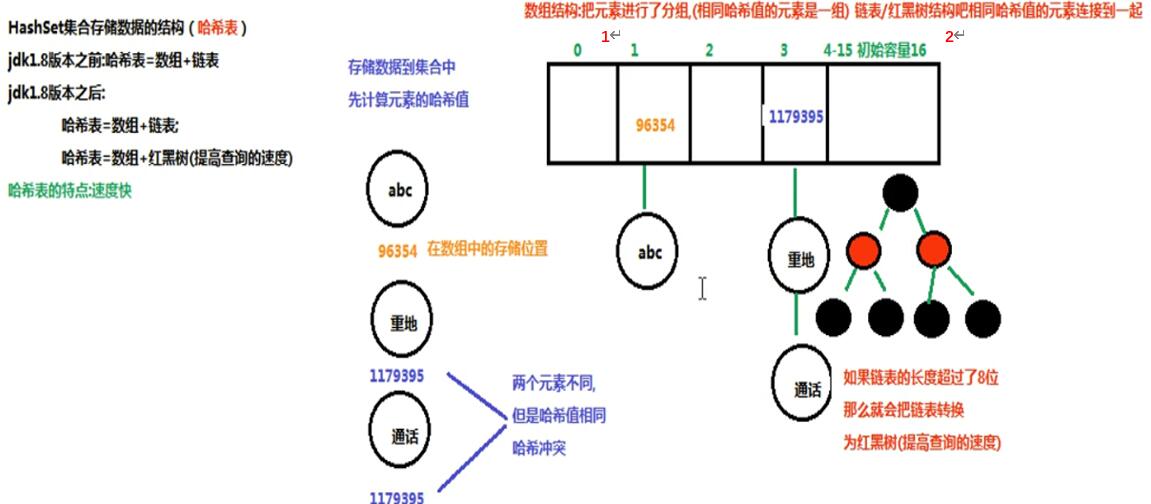 HashSet集合存储数据的结构（哈希表）
jdk1.8版本之前:哈希表=数组+链表
jdk1.8版本之后:
哈希表=数组+链表;
哈希表=数组+红黑树(提高查询的速度)
哈希表的特点:速度快
存储数据到集合中
先计算元素的哈希值
abc
96354 在数组中的存储位置
重地
1179395
通话
1179395
两个元素不同,
但是哈希值相同
哈希冲突
数组结构:把元素进行了分组,(相同哈希值的元素是一组) 链表/红黑树结构吧相同哈希值的元素连接到一起
1↵ 2↵
0 1 2 3 4-15 初始容量16
96354 1179395
abc
重地
通话
如果链表的长度超过了8位
那么就会把链表转换
为红黑树(提高查询的速度)